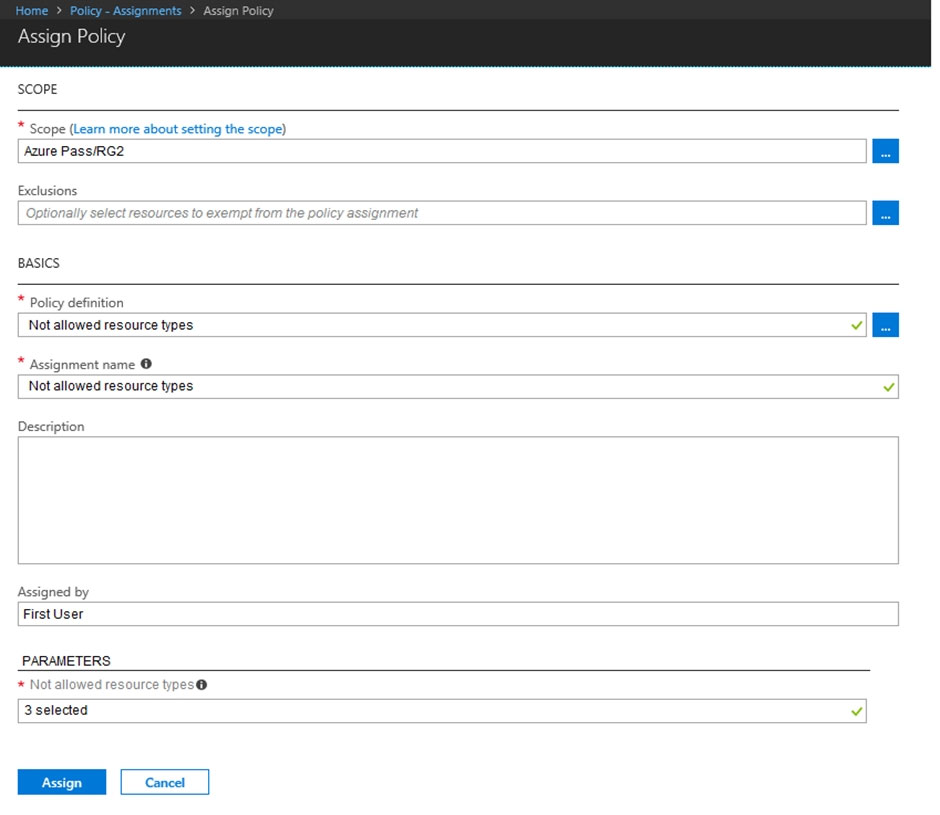 Home > Policy - Assignments > Assign Policy
Assign Policy
SCOPE
* Scope (Learn more about setting the scope)
Azure Pass/RG2
...
Exclusions
Optionally select resources to exempt from the policy assignment
...
BASICS
* Policy definition
Not allowed resource types
...
* Assignment name
Not allowed resource types
Description
Assigned by
First User
PARAMETERS
* Not allowed resource types
3 selected
Assign Cancel